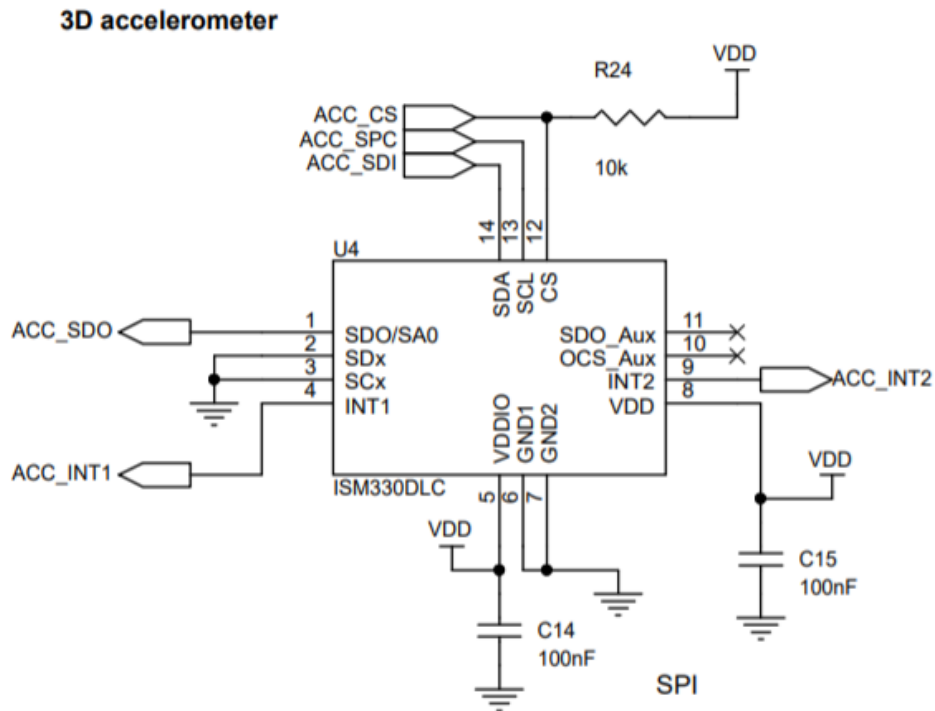 3D accelerometer
VDD
R24
ACC_CS
ACC_SPC
ACC_SDI
10k
14
13
12
U4
SDA
SCL
CS
ACC_SDO
1
SDO/SA0
SDO_Aux
11
2
SDx
OCS_Aux
10
3
SCx
INT2
9
ACC_INT2
4
INT1
VDD
8
VDDIO
GND1
GND2
ACC_INT1
ISM330DLC
5
6
7
VDD
VDD
C15
100nF
C14
100nF
SPI